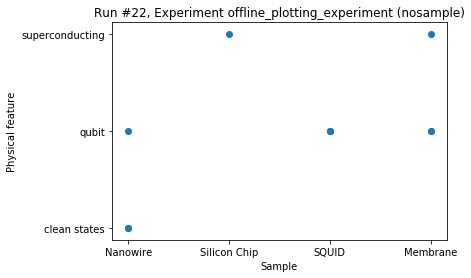 Run #22, Experiment offline_plotting_experiment (nosample)
superconducting
qubit
clean states
Physical feature
Nanowire Silicon Chip SQUID Membrane
Sample